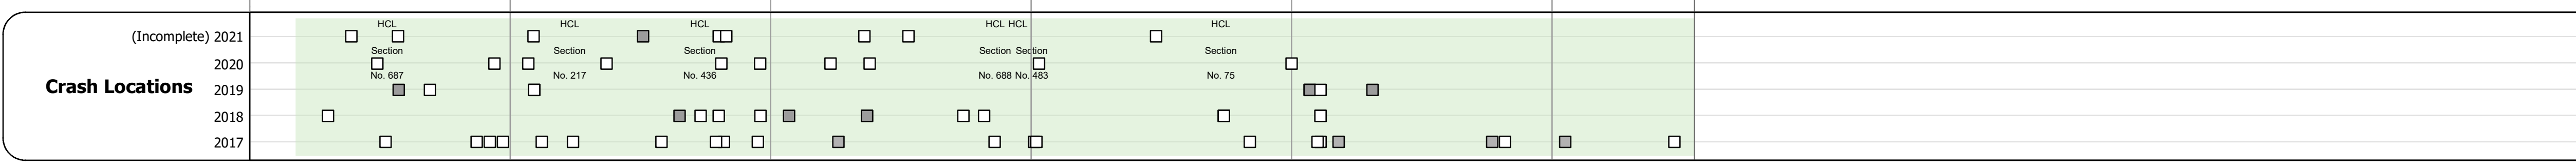 HCL HCL HCL HCL HCL HCL
(Incomplete) 2021
Section Section Section Section Section Section
2020
No. 687 No. 217 No. 436 No. 688 No. 483 No. 75
Crash Locations 2019
2018
2017